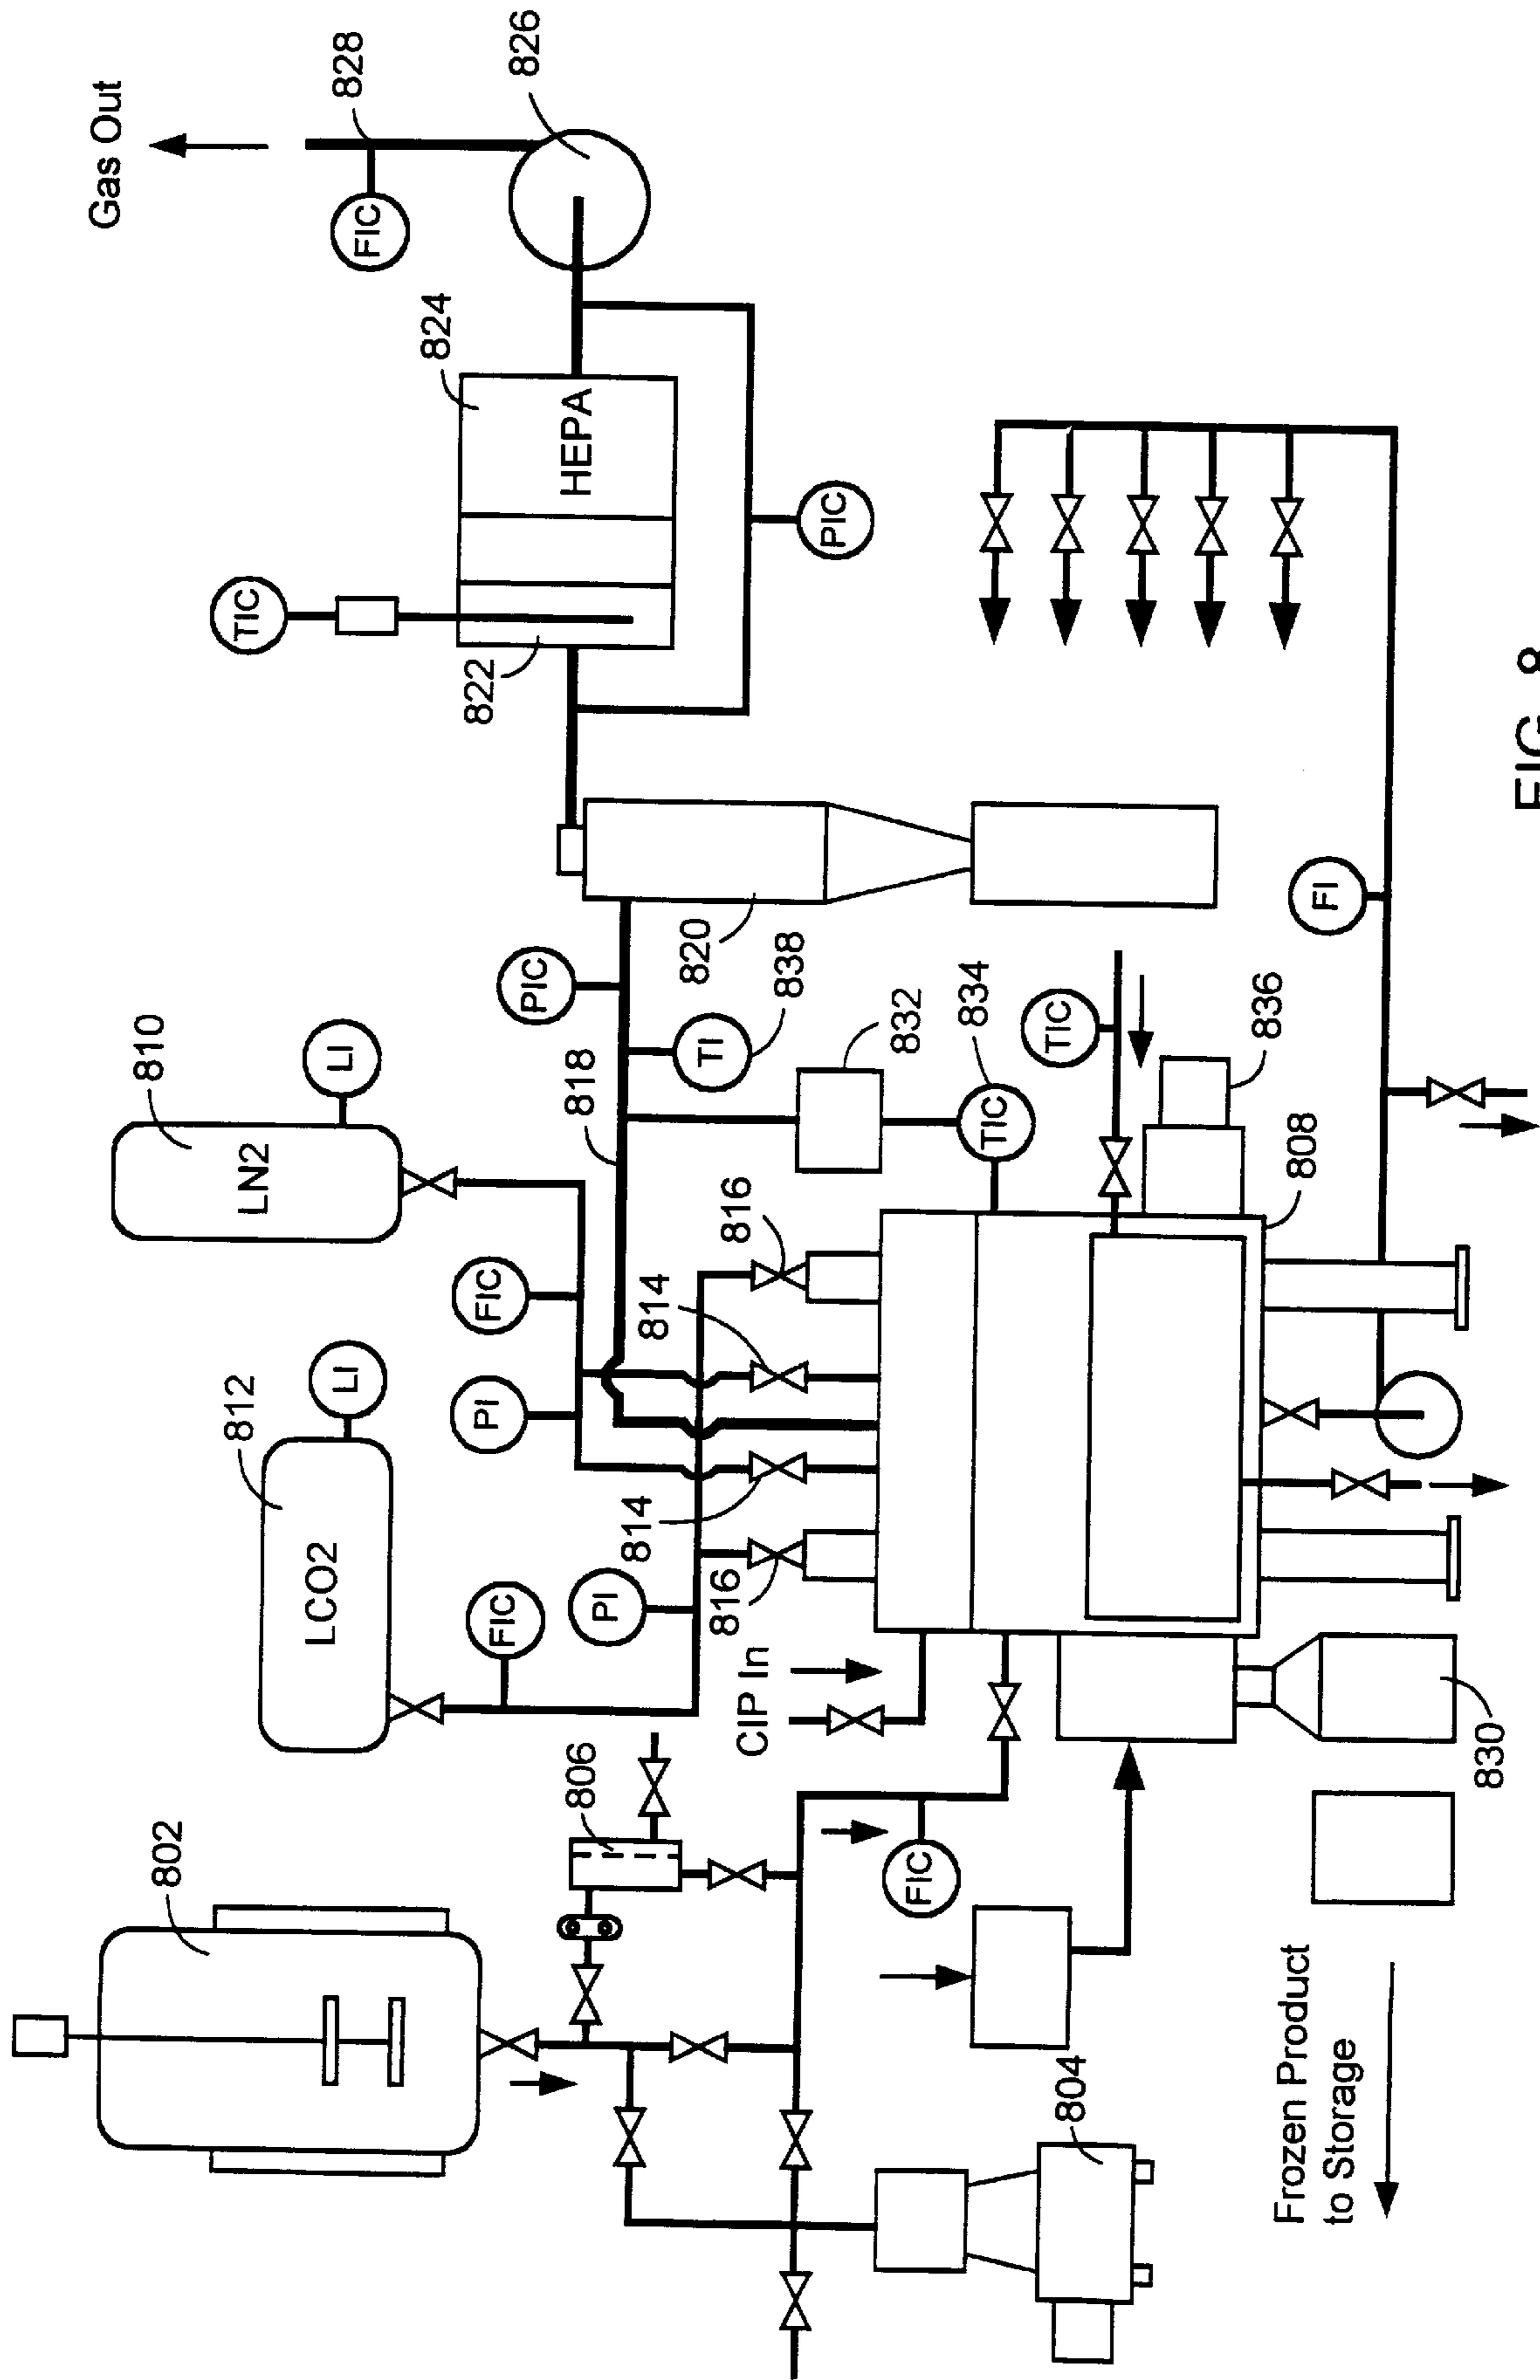 Gas Out
810
802
812
LN2
TIC
LI
LCO2
LI
828
FIC
824
822
FIC
PI
FIC
826
PIC
HEPA
818
806
PI
814
814
820
TI
816
816
CIP In
838
PIC
832
FIC
834
TIC
TIC
804
836
808
Frozen Product
to Storage
FI
830
FIG. 8